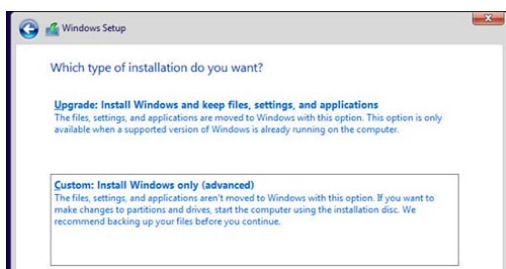 Windows Setup
Which type of installation do you want?
Upgrade: Install Windows and keep files, settings, and applications
The files, settings, and applications are moved to Windows with this option. This option is only
available when a supported version of Windows is already running on the computer.
Custom: Install Windows only (advanced)
The files, settings, and applications aren't moved to Windows with this option. If you want to
make changes to partitions and drives, start the computer using the installation disc. We
recommend backing up your files before you continue.